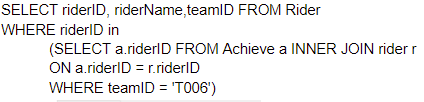 SELECT riderID, riderName,teamID FROM Rider
WHERE riderID in
(SELECT a.riderID FROM Achieve a INNER JOIN rider r
ON a.riderID = r.riderID
WHERE teamID = 'T006')